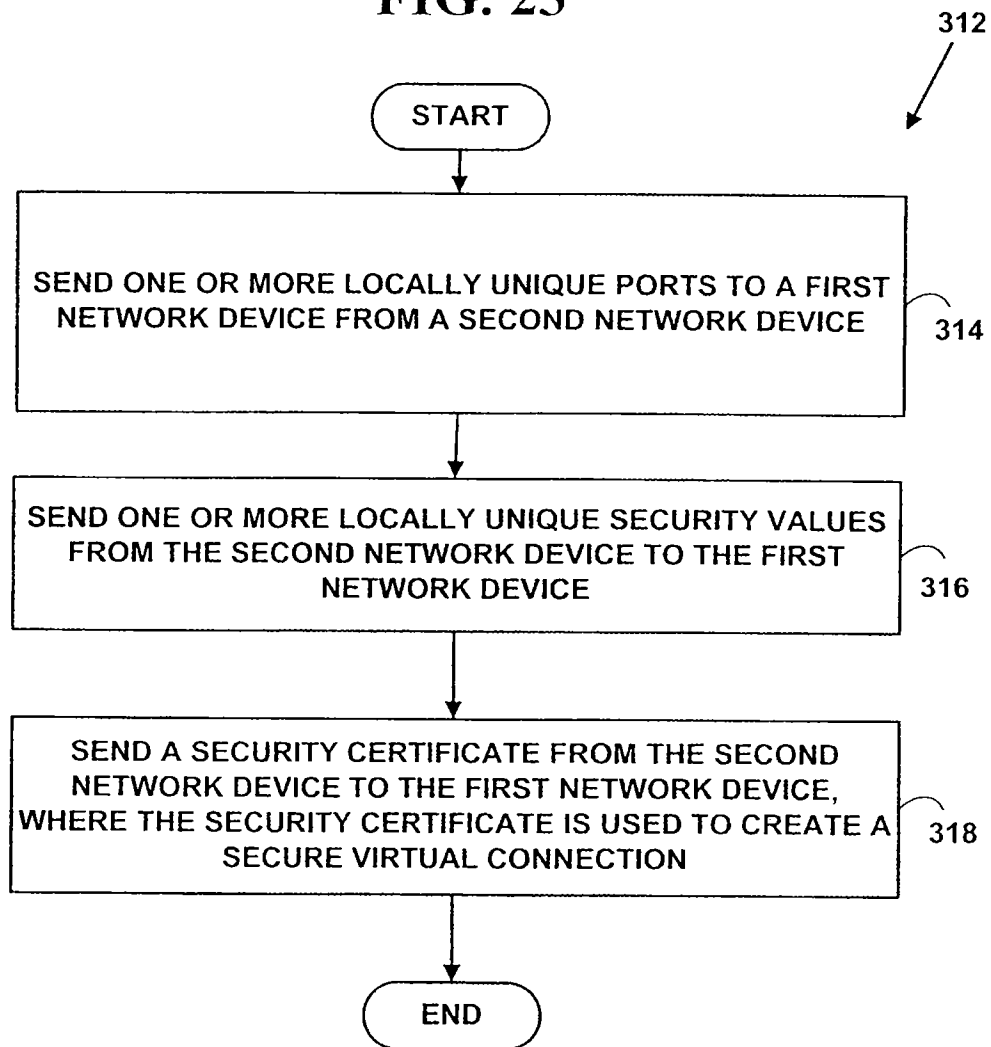 312
START
SEND ONE OR MORE LOCALLY UNIQUE PORTS TO A FIRST
NETWORK DEVICE FROM A SECOND NETWORK DEVICE
314
SEND ONE OR MORE LOCALLY UNIQUE SECURITY VALUES
FROM THE SECOND NETWORK DEVICE TO THE FIRST
NETWORK DEVICE
316
SEND A SECURITY CERTIFICATE FROM THE SECOND
NETWORK DEVICE TO THE FIRST NETWORK DEVICE,
WHERE THE SECURITY CERTIFICATE IS USED TO CREATE A
SECURE VIRTUAL CONNECTION
318
END